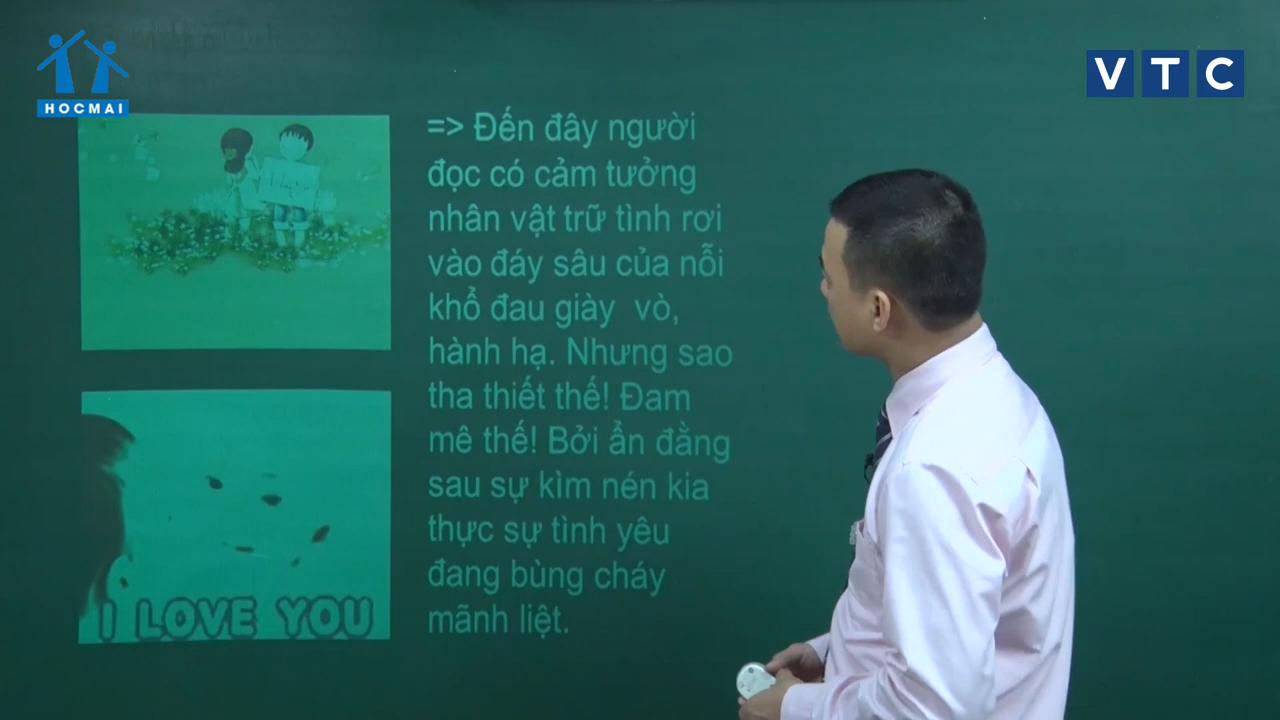 HOCMAI
VTC
=> Đến đây người
đọc có cảm tưởng
nhân vật trữ tình rơi
vào đáy sâu của nỗi
khổ đau giày vò,
hành hạ. Nhưng sao
tha thiết thế! Đam
mê thế! Bởi ẩn đằng
sau sự kìm nén kia
thực sự tình yêu
đang bùng cháy
mãnh liệt.
I LOVE YOU